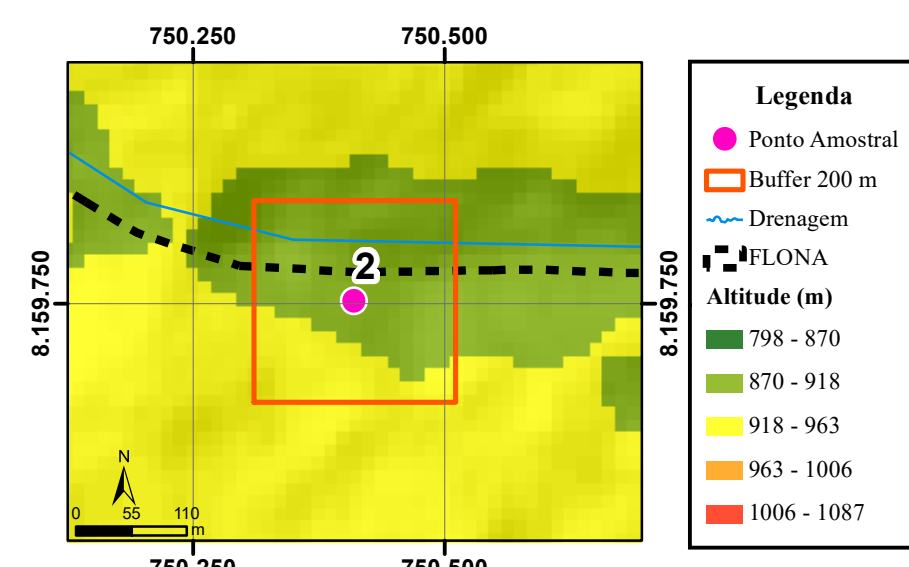 750.250 750.500
8.159.750
2
8.159.750
N
0 55 110
m
750.250 750.500
Legenda
Ponto Amostral
Buffer 200 m
Drenagem
FLONA
Altitude (m)
798 - 870
870 - 918
918 - 963
963 - 1006
1006 - 1087